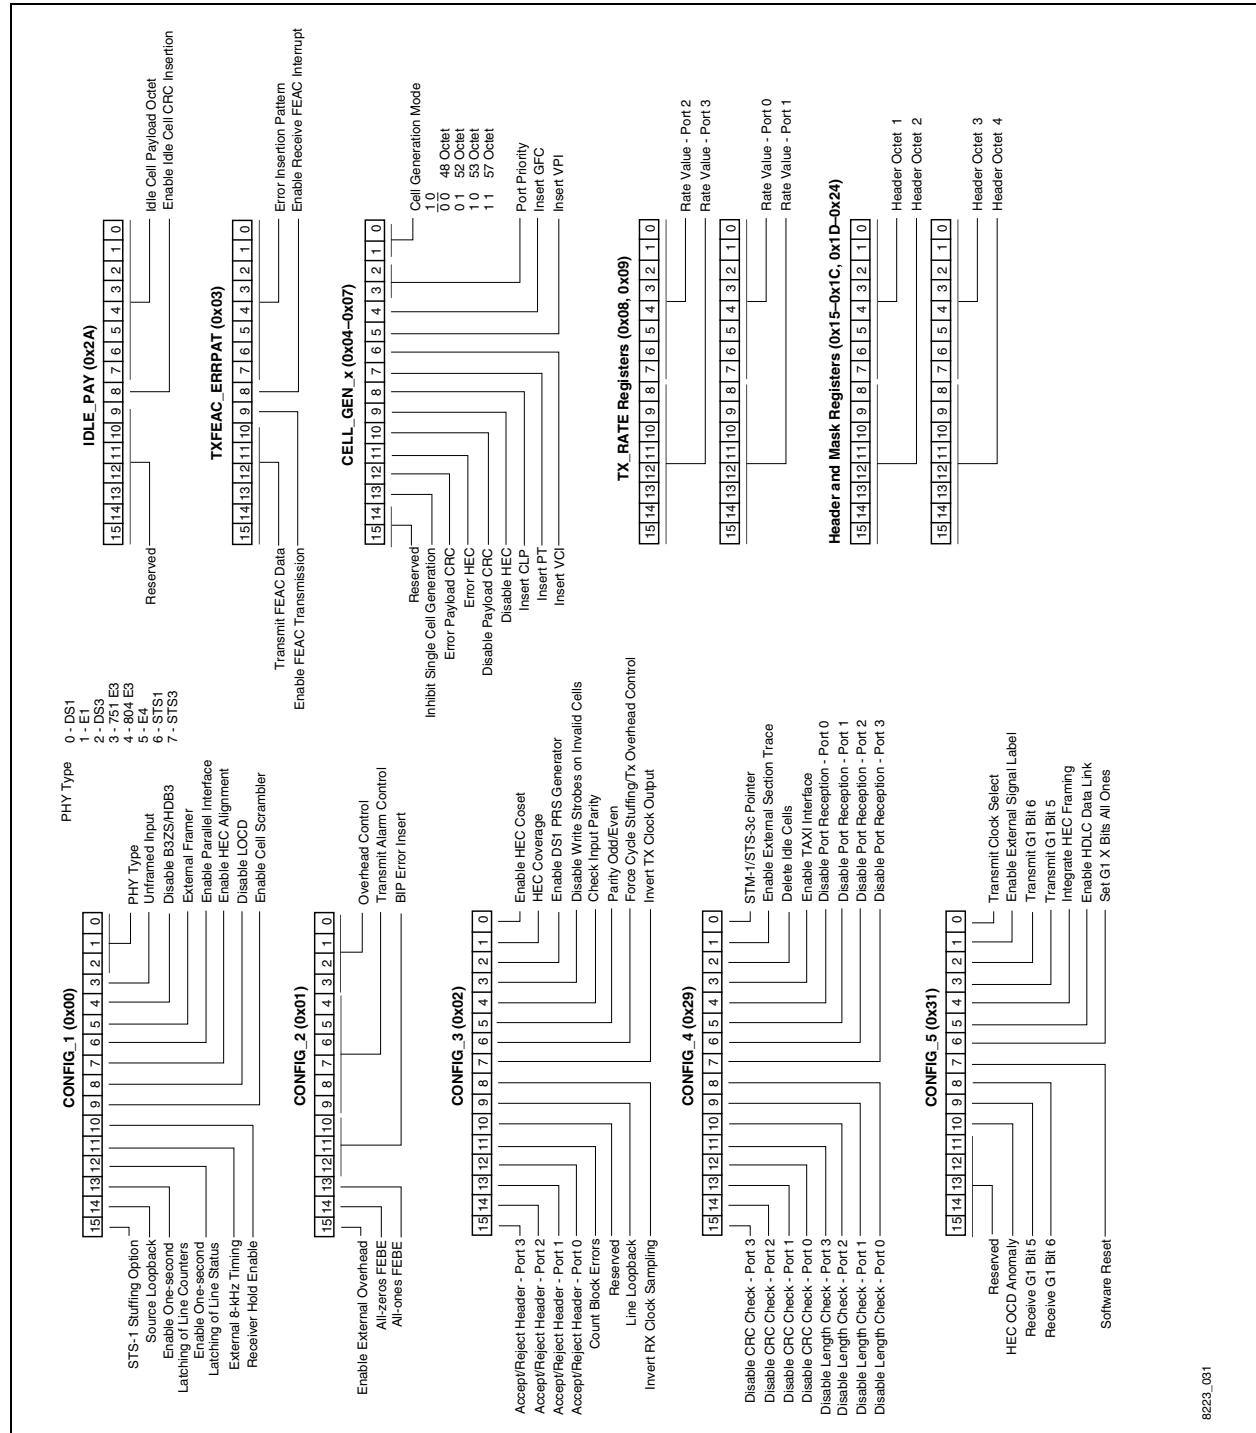 CONFIG_1 (0x00)
15 14 13 12 11 10 9 8 7 6 5 4 3 2 1 0
STS-1 Stuffing Option
Source Loopback
Enable One-second
Latching of Line Counters
Enable One-second
Latching of Line Status
External 8-kHz Timing
Receiver Hold Enable
PHY Type
Unframed Input
Disable B3ZS/HDB3
External Framer
Enable Parallel Interface
Enable HEC Alignment
Disable LOCD
Enable Cell Scrambler
PHY Type
0 - DS1
1 - E1
2 - DS3
3 - 751 E3
4 - 804 E3
5 - E4
6 - STS1
7 - STS3
CONFIG_2 (0x01)
15 14 13 12 11 10 9 8 7 6 5 4 3 2 1 0
Enable External Overhead
All-zeros FEBE
All-ones FEBE
Overhead Control
Transmit Alarm Control
BIP Error Insert
CONFIG_3 (0x02)
15 14 13 12 11 10 9 8 7 6 5 4 3 2 1 0
Accept/Reject Header - Port 3
Accept/Reject Header - Port 2
Accept/Reject Header - Port 1
Accept/Reject Header - Port 0
Count Block Errors
Reserved
Line Loopback
Invert RX Clock Sampling
Enable HEC Coset
HEC Coverage
Enable DS1 PRS Generator
Disable Write Strobes on Invalid Cells
Check Input Parity
Parity Odd/Even
Force Cycle Stuffing/Tx Overhead Control
Invert TX Clock Output
CONFIG_4 (0x29)
15 14 13 12 11 10 9 8 7 6 5 4 3 2 1 0
Disable CRC Check - Port 3
Disable CRC Check - Port 2
Disable CRC Check - Port 1
Disable CRC Check - Port 0
Disable Length Check - Port 3
Disable Length Check - Port 2
Disable Length Check - Port 1
Disable Length Check - Port 0
STM-1/STS-3c Pointer
Enable External Section Trace
Delete Idle Cells
Enable TAXI Interface
Disable Port Reception - Port 0
Disable Port Reception - Port 1
Disable Port Reception - Port 2
Disable Port Reception - Port 3
CONFIG_5 (0x31)
15 14 13 12 11 10 9 8 7 6 5 4 3 2 1 0
Reserved
HEC OCD Anomaly
Receive G1 Bit 5
Receive G1 Bit 6
Software Reset
Transmit Clock Select
Enable External Signal Label
Transmit G1 Bit 6
Transmit G1 Bit 5
Integrate HEC Framing
Enable HDLC Data Link
Set G1 X Bits All Ones
IDLE_PAY (0x2A)
15 14 13 12 11 10 9 8 7 6 5 4 3 2 1 0
Reserved
Idle Cell Payload Octet
Enable Idle Cell CRC Insertion
TXFEAC_ERRPAT (0x03)
15 14 13 12 11 10 9 8 7 6 5 4 3 2 1 0
Transmit FEAC Data
Enable FEAC Transmission
Error Insertion Pattern
Enable Receive FEAC Interrupt
CELL_GEN_x (0x04–0x07)
15 14 13 12 11 10 9 8 7 6 5 4 3 2 1 0
Reserved
Inhibit Single Cell Generation
Error Payload CRC
Error HEC
Disable Payload CRC
Disable HEC
Insert CLP
Insert PT
Insert VCI
Cell Generation Mode
1 0
0 0 48 Octet
0 1 52 Octet
1 0 53 Octet
1 1 57 Octet
Port Priority
Insert GFC
Insert VPI
TX_RATE Registers (0x08, 0x09)
15 14 13 12 11 10 9 8 7 6 5 4 3 2 1 0
Rate Value - Port 2
Rate Value - Port 3
15 14 13 12 11 10 9 8 7 6 5 4 3 2 1 0
Rate Value - Port 0
Rate Value - Port 1
Header and Mask Registers (0x15–0x1C, 0x1D–0x24)
15 14 13 12 11 10 9 8 7 6 5 4 3 2 1 0
Header Octet 1
Header Octet 2
15 14 13 12 11 10 9 8 7 6 5 4 3 2 1 0
Header Octet 3
Header Octet 4
8223_031